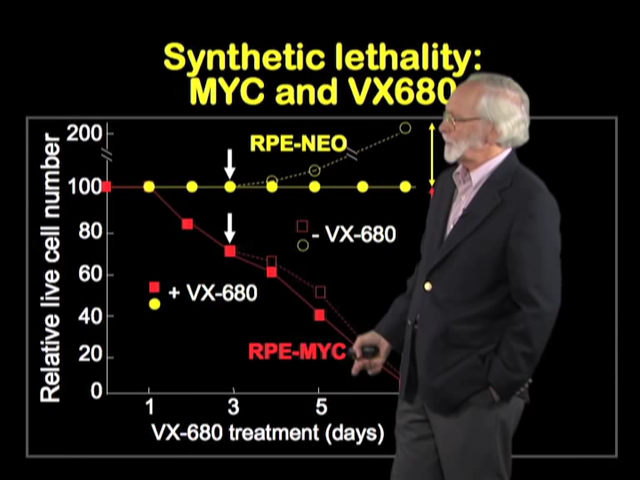 Synthetic lethality:
MYC and VX680
Relative live cell number
200
100
80
60
40
20
0
RPE-NEO
- VX-680
+ VX-680
RPE-MYC
1
3
5
VX-680 treatment (days)